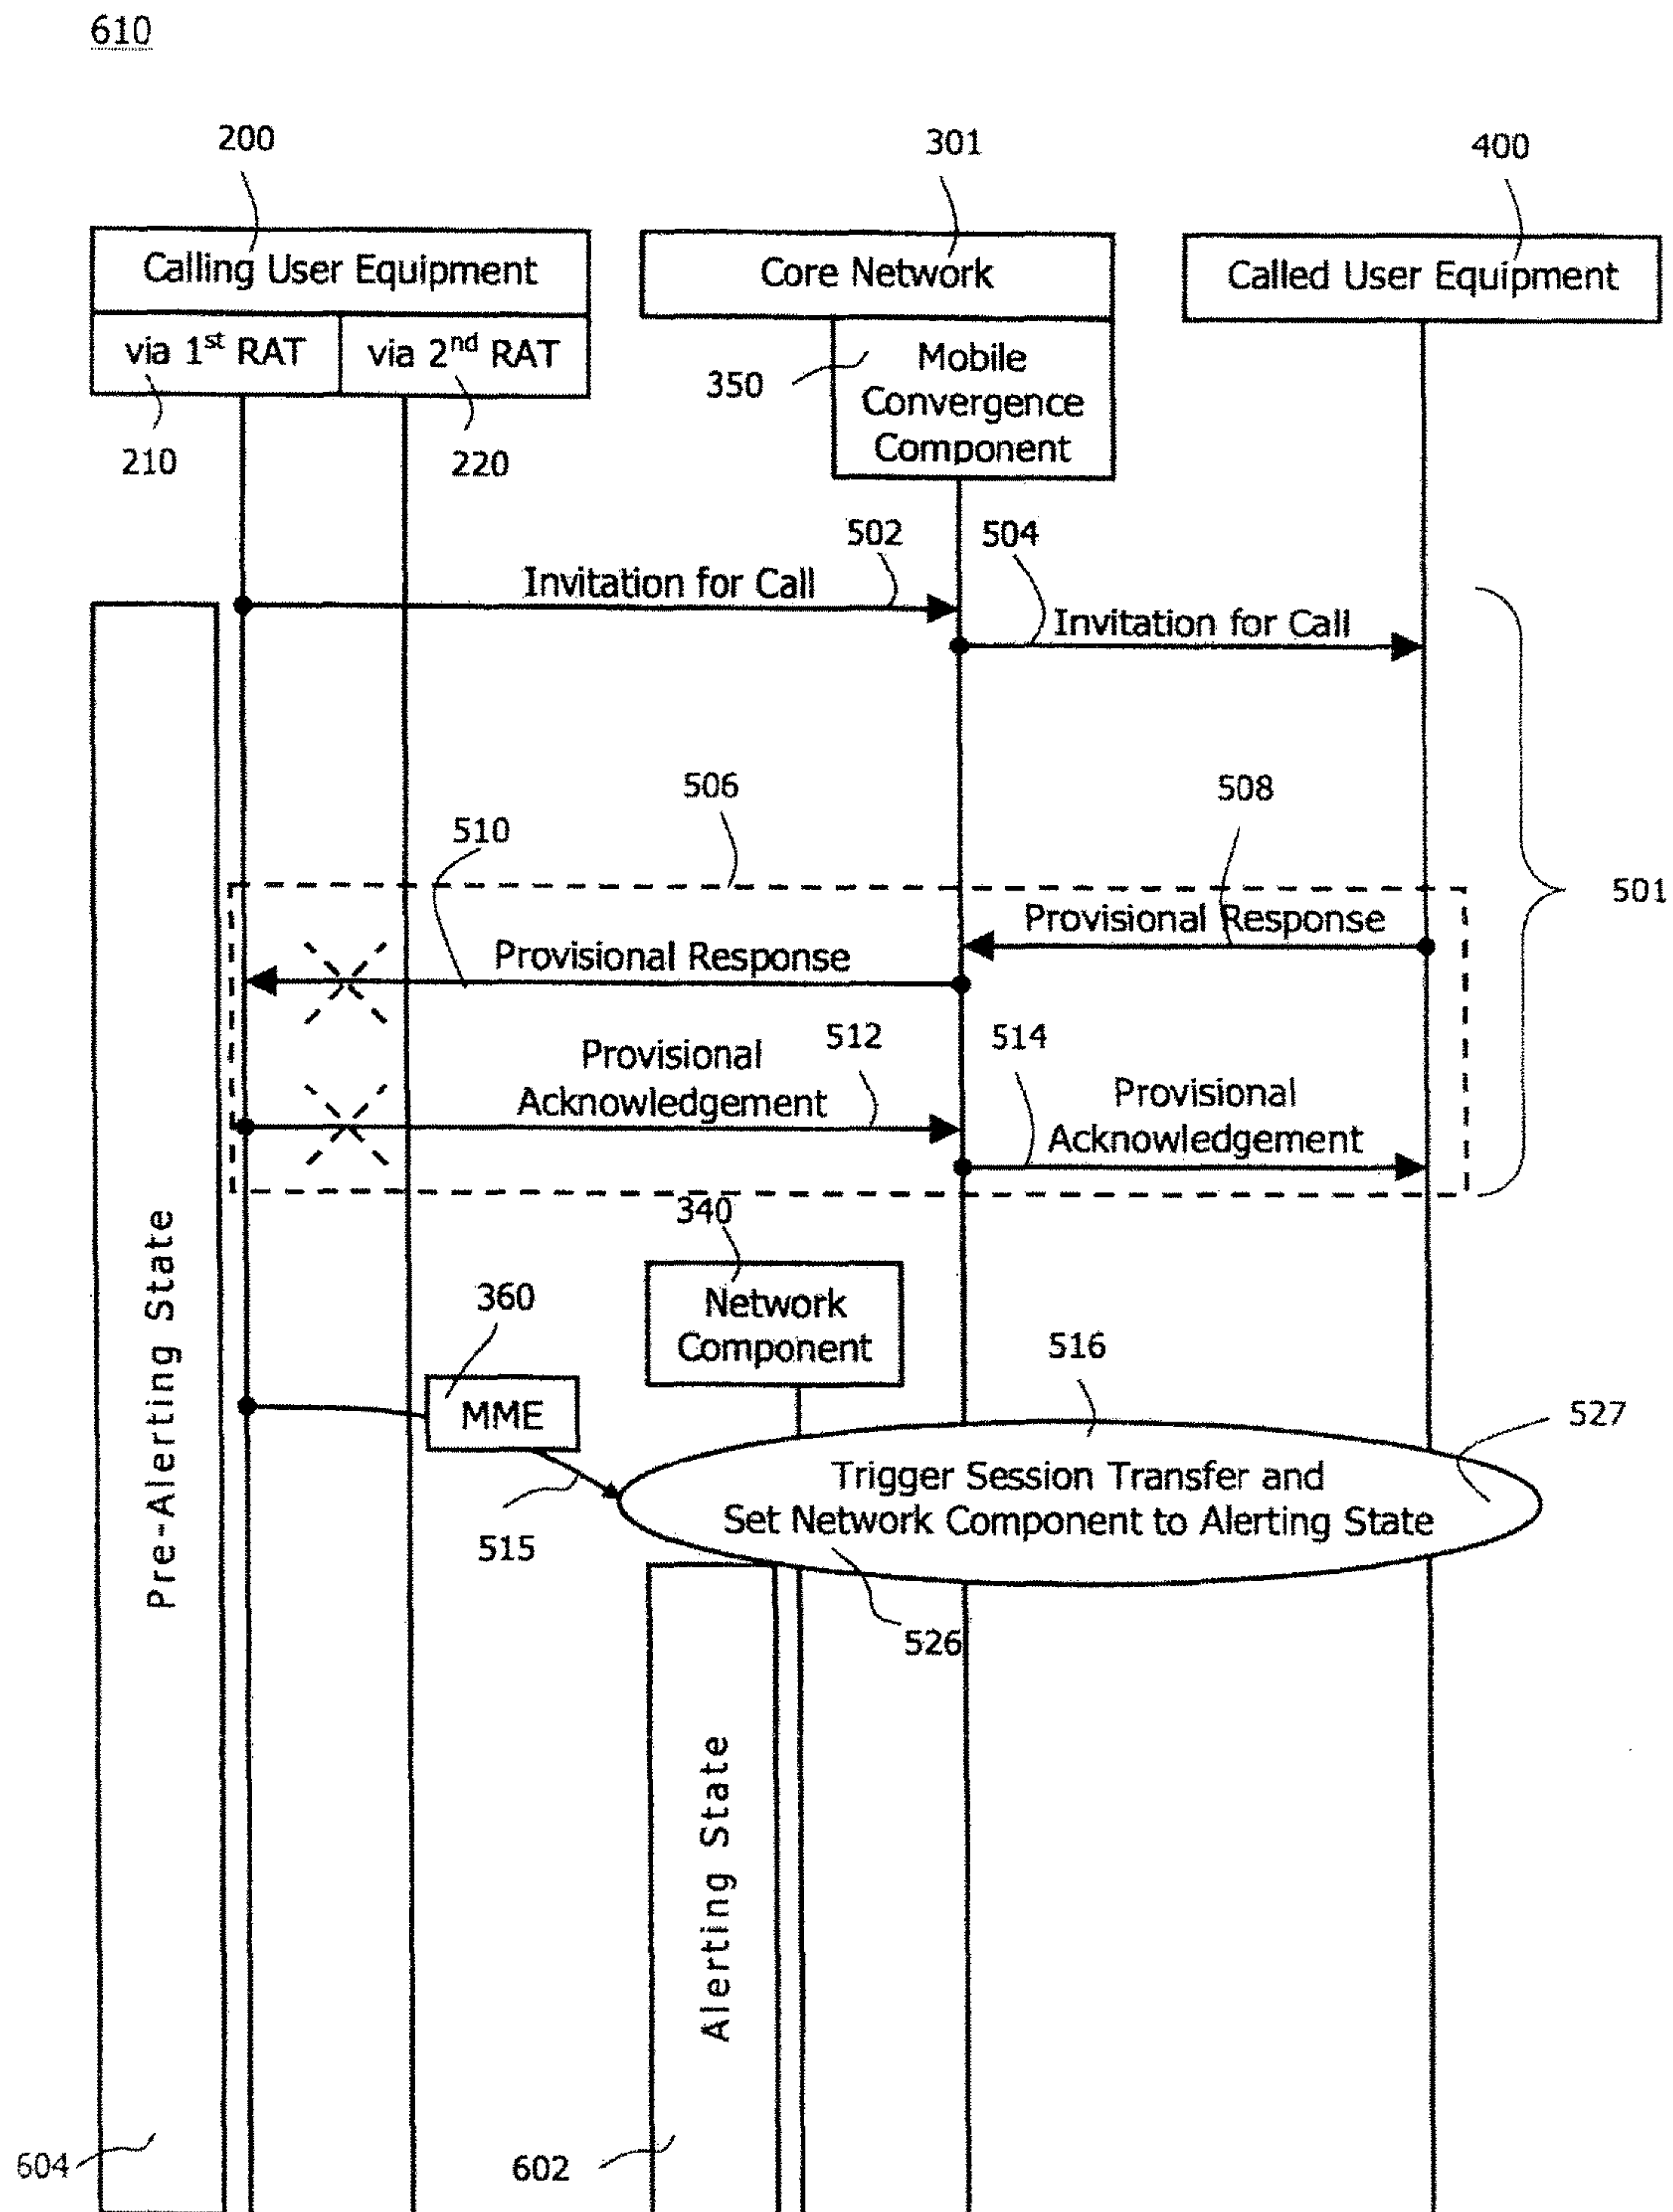 610
200
301
400
Calling User Equipment
Core Network
Called User Equipment
via 1st RAT
via 2nd RAT
350
Mobile
Convergence
Component
210
220
502
504
Invitation for Call
Invitation for Call
506
508
510
501
Provisional Response
Provisional Response
512
514
Provisional
Acknowledgement
Provisional
Acknowledgement
340
Network
Component
360
MME
516
527
Trigger Session Transfer and
Set Network Component to Alerting State
515
526
Pre-Alerting State
Alerting State
604
602